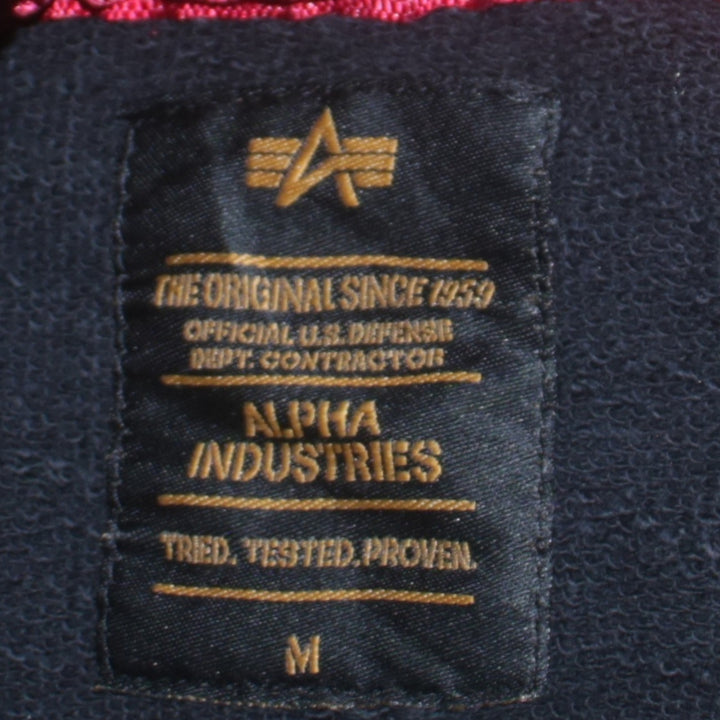 THE ORIGINAL SINCE 1959
OFFICIAL U.S. DEFENSE
DEPT. CONTRACTOR
ALPHA
INDUSTRIES
TRIED. TESTED. PROVEN.
M